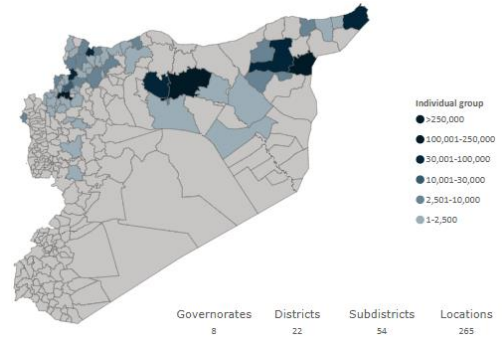 Individual group
>250,000
100,001-250,000
30,001-100,000
10,001-30,000
2,501-10,000
1-2,500
Governorates Districts Subdistricts Locations
8 22 54 265